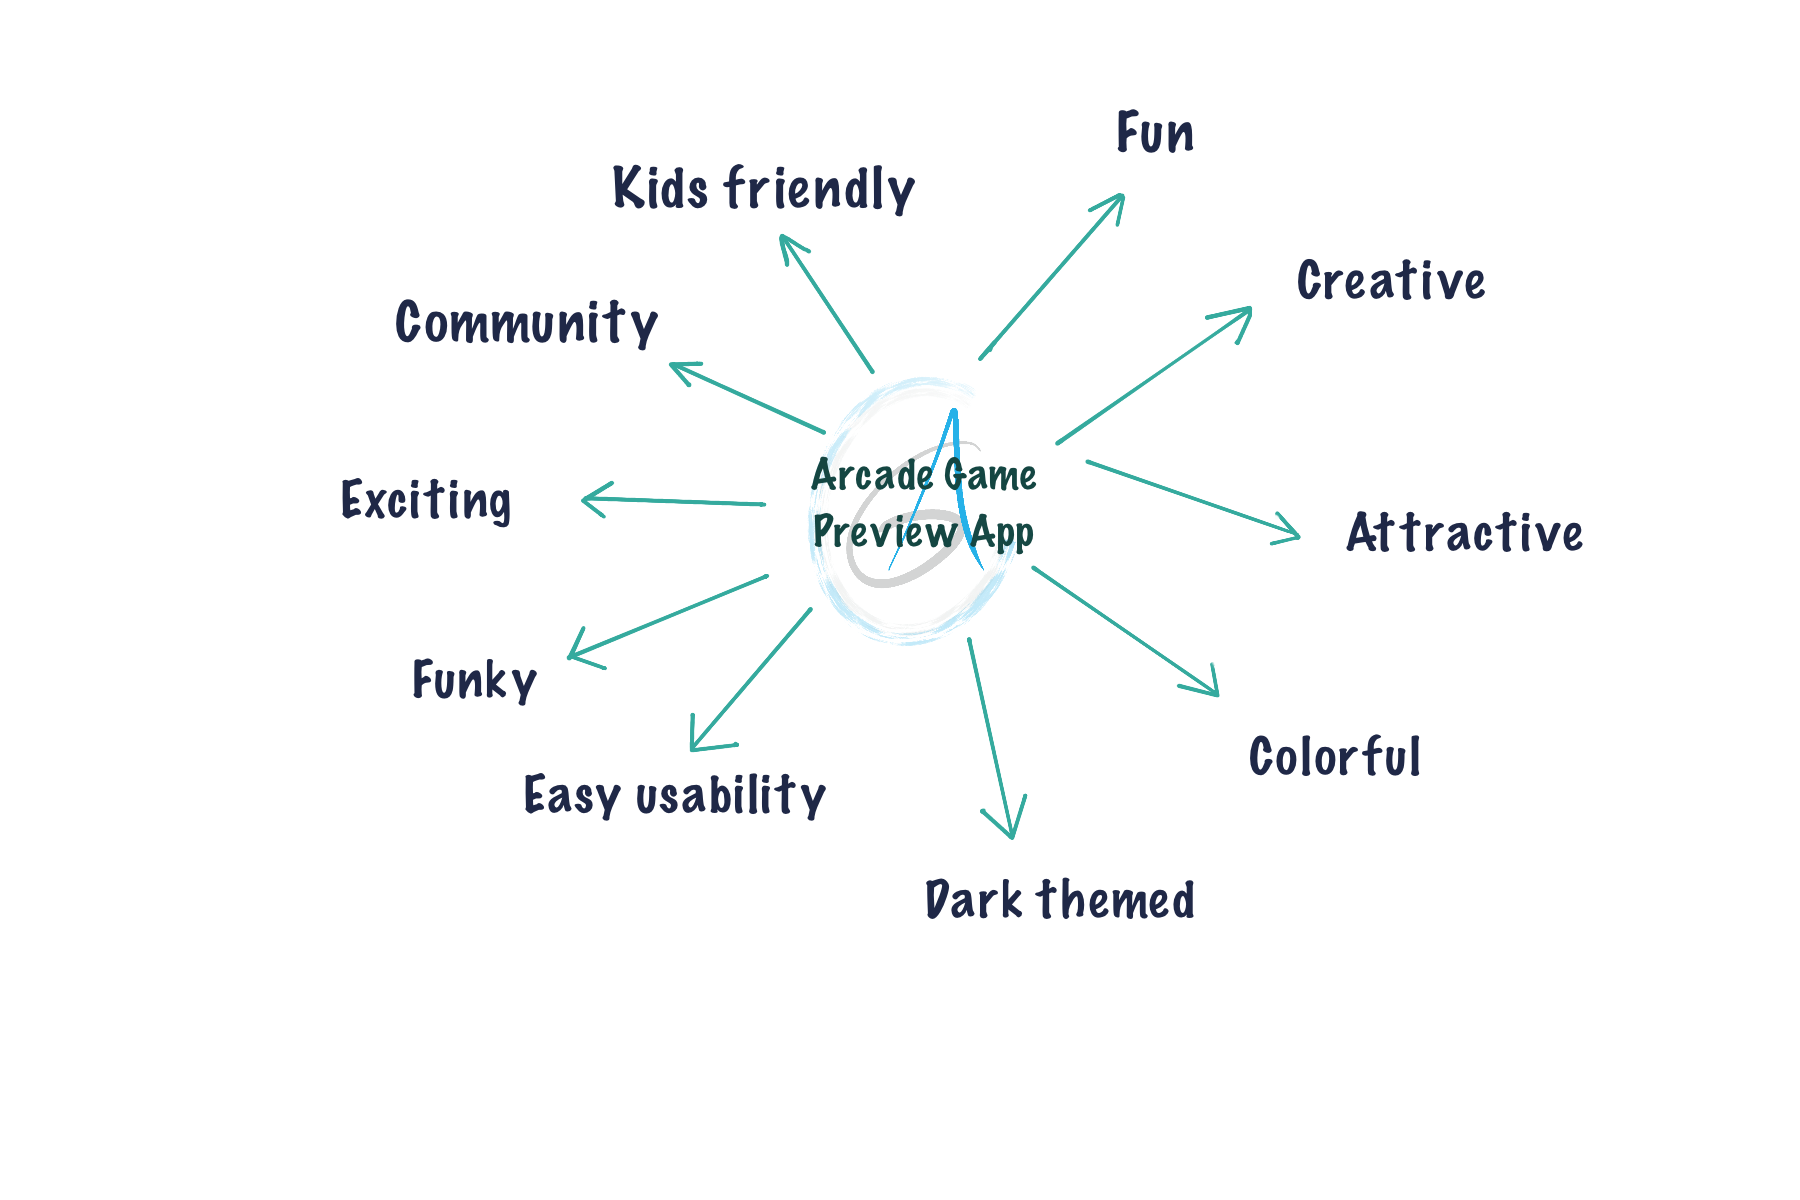 Fun
Kids friendly
Creative
Community
Arcade Game
Preview App
Exciting
Attractive
Funky
Colorful
Easy usability
Dark themed